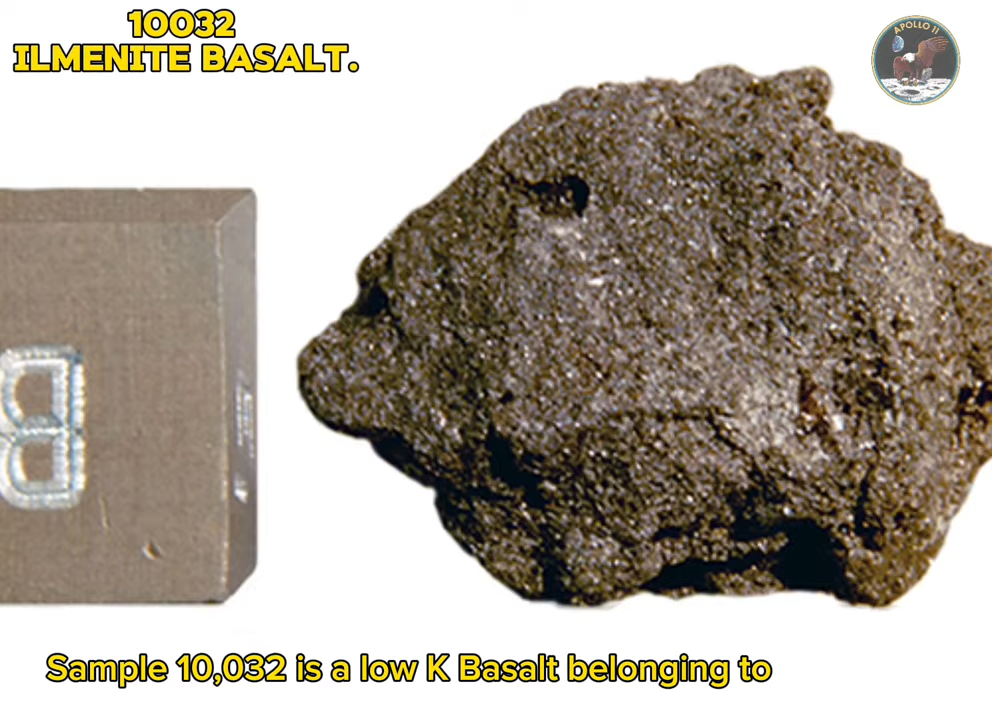 10032
ILMENITE BASALT.
APOLLO 11
B
Sample 10,032 is a low K Basalt belonging to